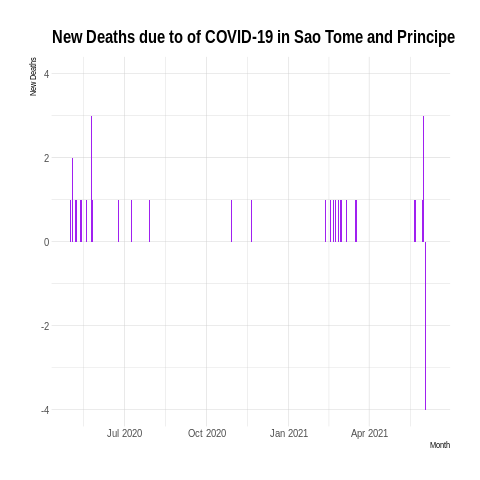 New Deaths due to of COVID-19 in Sao Tome and Principe
New Deaths
4
2
0
-2
-4
Jul 2020
Oct 2020
Jan 2021
Apr 2021
Month